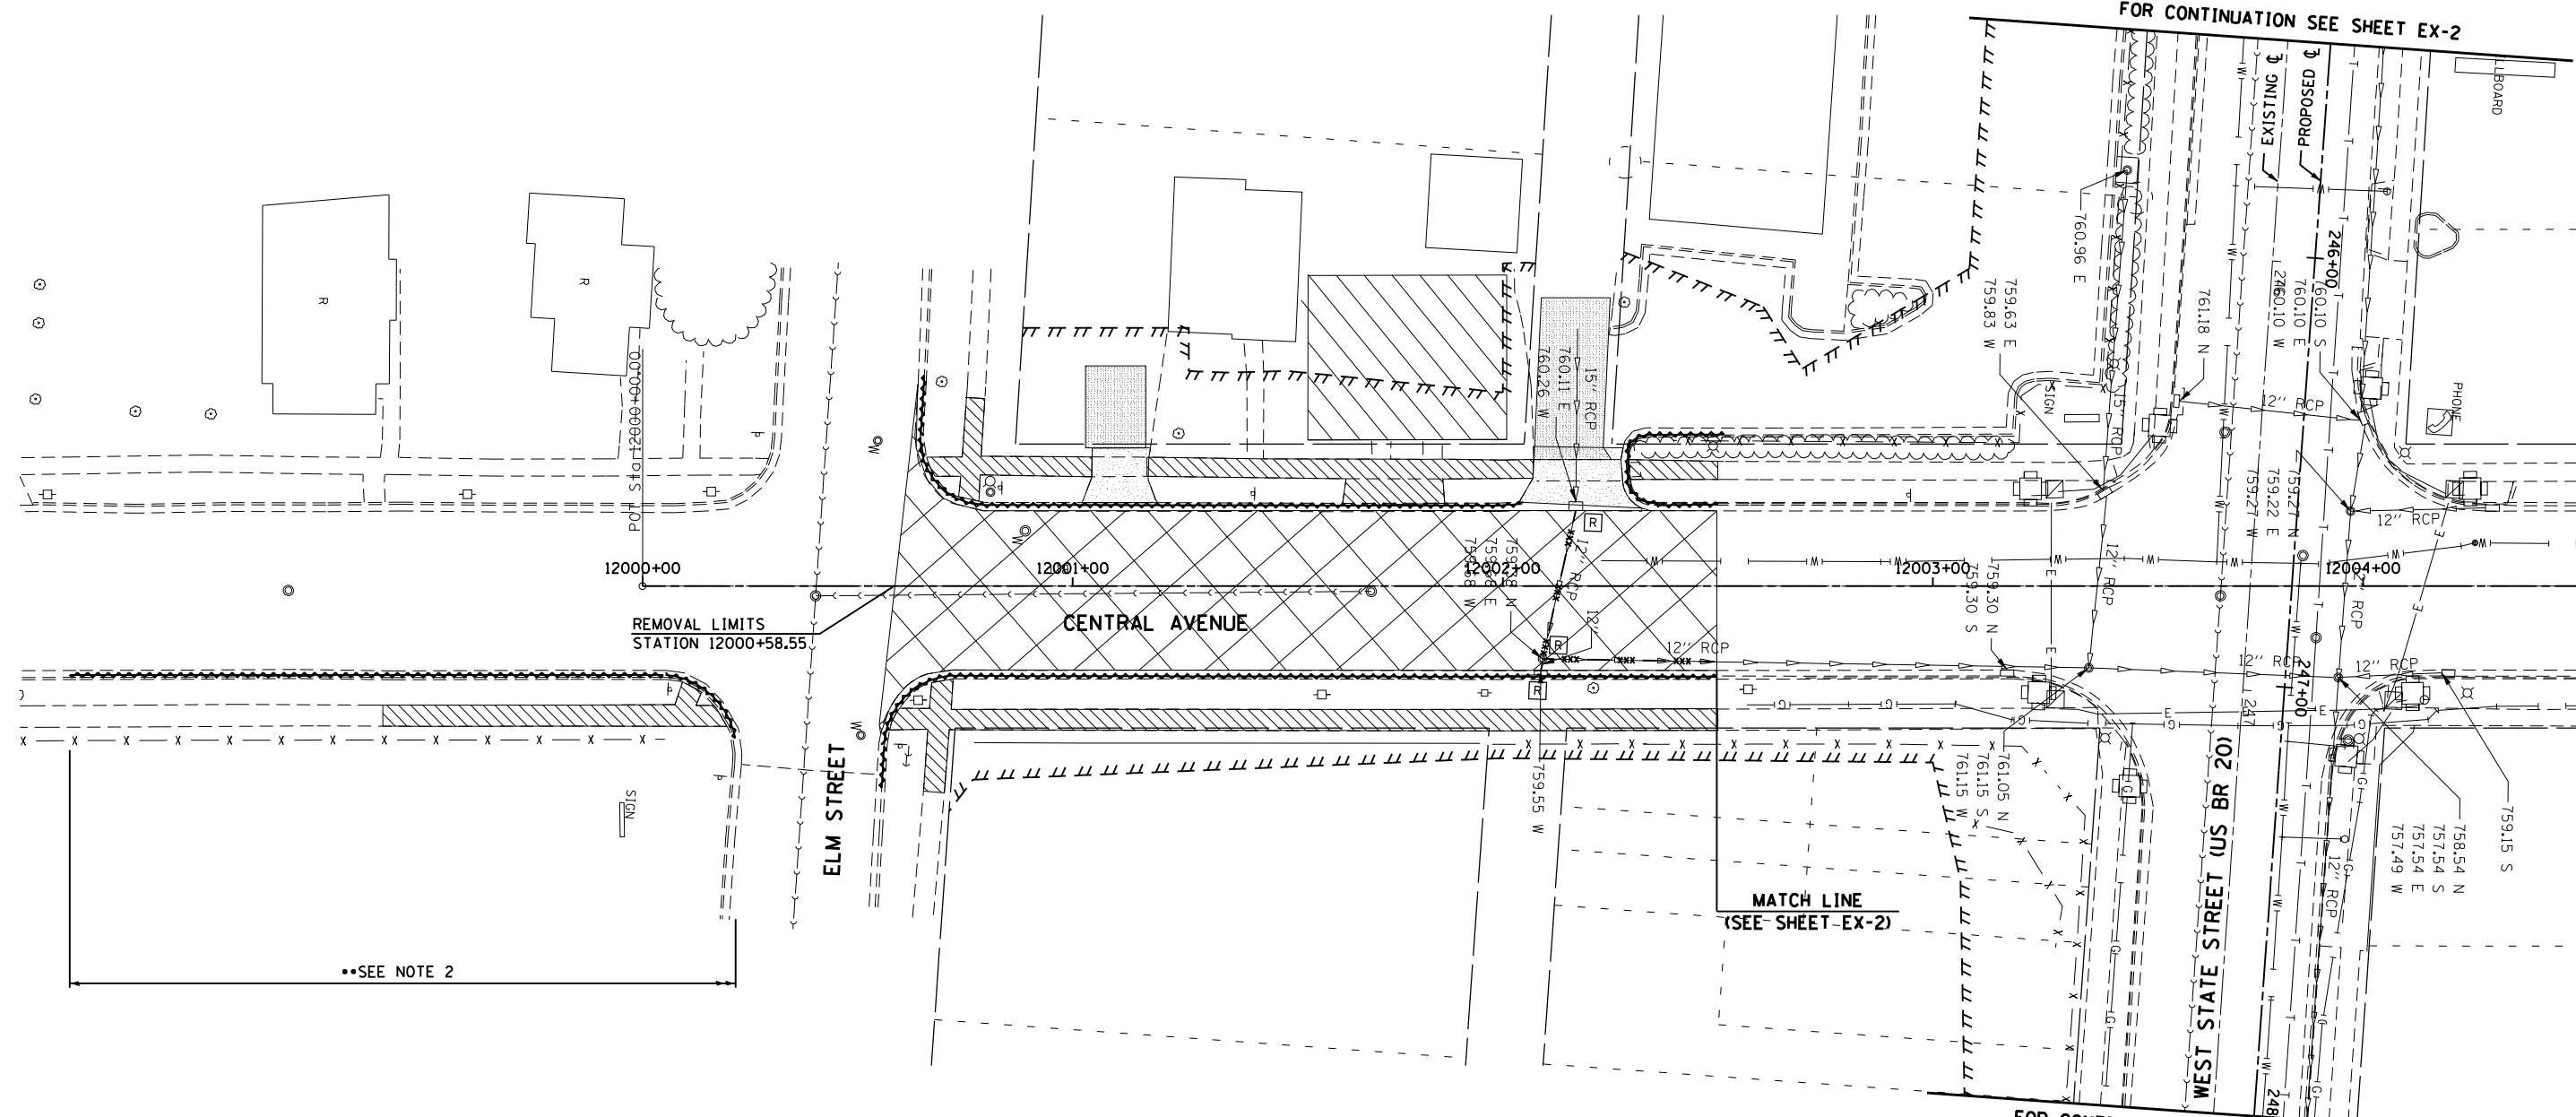 FOR CONTINUATION SEE SHEET EX-2
EXISTING
PROPOSED
246+00
760.96 E
759.63 E
759.83 W
761.18 N
760.10 W
760.10 E
760.10 S
SIGN
PHONE
15'' RCP
12'' RCP
R
R
POT Sta 12000+00.00
15'' RCP
760.11 E
760.26 W
12000+00
12001+00
12002+00
12003+00
12004+00
REMOVAL LIMITS
STATION 12000+58.55
CENTRAL AVENUE
R
R
R
12'' RCP
12''
12'' RCP
759.30 N
759.30 S
12'' RCP
759.27 N
759.22 E
759.27 W
12'' RCP
12'' RCP
12'' RCP
12'' RCP
247+00
247
ELM STREET
SIGN
759.55 W
761.05 N
761.15 S
761.15 W
MATCH LINE
(SEE SHEET EX-2)
WEST STATE STREET (US BR 20)
12'' RCP
758.54 N
757.54 S
757.54 E
757.49 W
759.15 S
••SEE NOTE 2
248